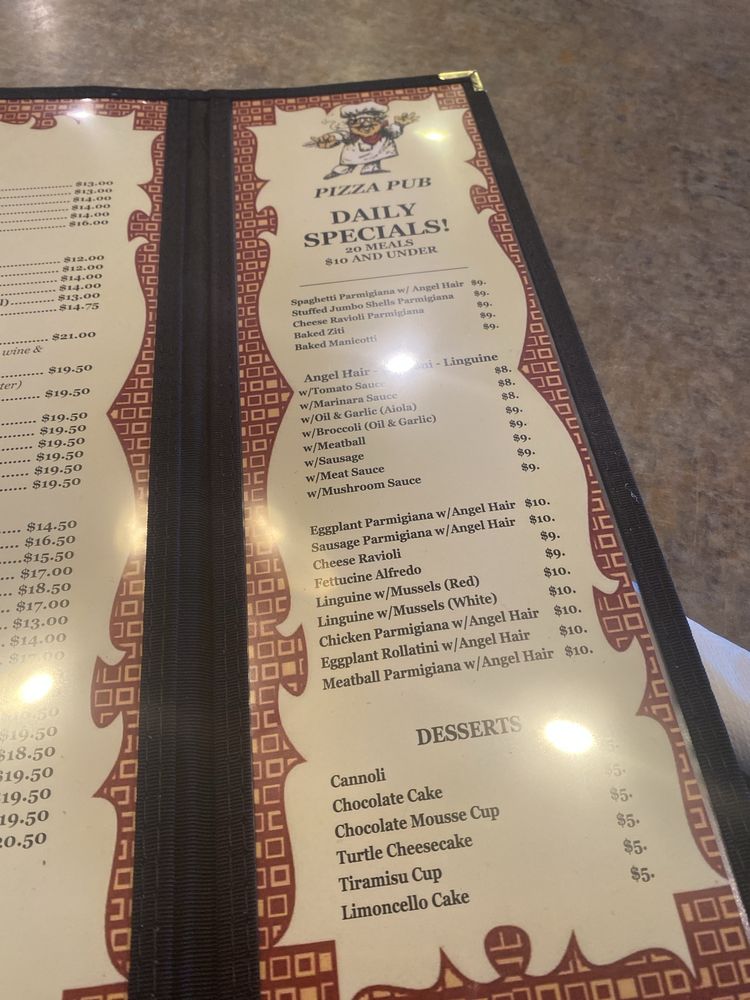 $13.00
$13.00
$14.00
$14.00
$14.00
$16.00
$12.00
$12.00
$14.00
$14.00
$13.00
$14.75
$21.00
wine &
$19.50
$19.50
$19.50
$19.50
$19.50
$19.50
$19.50
$19.50
$14.50
$16.50
$15.50
$17.00
$18.50
$17.00
$13.00
$14.00
$17.00
$19.50
$18.50
$19.50
PIZZA PUB
DAILY
SPECIALS!
20 MEALS
$10 AND UNDER
Spaghetti Parmigiana w/ Angel Hair $9.
Stuffed Jumbo Shells Parmigiana $9.
Cheese Ravioli Parmigiana $9.
Baked Ziti $9.
Baked Manicotti $9.
Angel Hair - - Linguine
w/Tomato Sauce $8.
w/Marinara Sauce $8.
w/Oil & Garlic (Aiola) $8.
w/Broccoli (Oil & Garlic) $9.
w/Meatball $9.
w/Sausage $9.
w/Meat Sauce $9.
w/Mushroom Sauce $9.
Eggplant Parmigiana w/Angel Hair $10.
Sausage Parmigiana w/Angel Hair $10.
Cheese Ravioli $9.
Fettucine Alfredo $9.
Linguine w/Mussels (Red) $10.
Linguine w/Mussels (White) $10.
Chicken Parmigiana w/Angel Hair $10.
Eggplant Rollatini w/Angel Hair $10.
Meatball Parmigiana w/Angel Hair $10.
DESSERTS
Cannoli
Chocolate Cake
Chocolate Mousse Cup $5.
Turtle Cheesecake $5.
Tiramisu Cup $5.
Limoncello Cake $5.